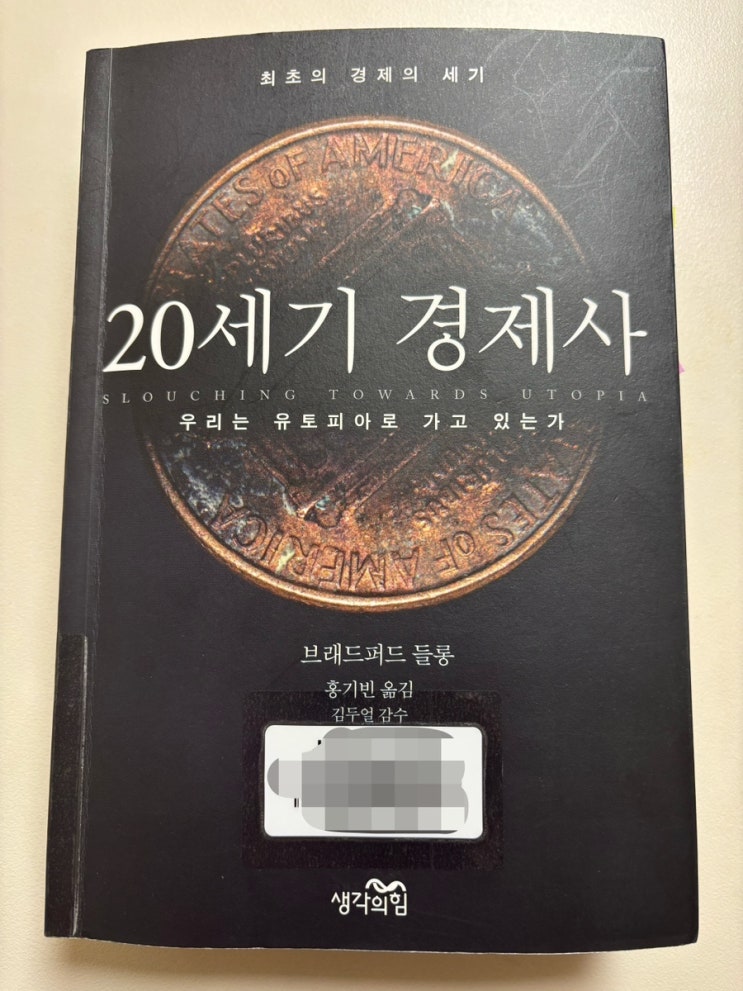 최초의 경제의 세기
STATES OF AMERICA
PLURIBUS
20세기 경제사
SLOUCHING TOWARDS UTOPIA
우리는 유토피아로 가고 있는가
STATES OF AMERICA
브래드퍼드 들롱
홍기빈 옮김
김두얼 감수
생각의힘